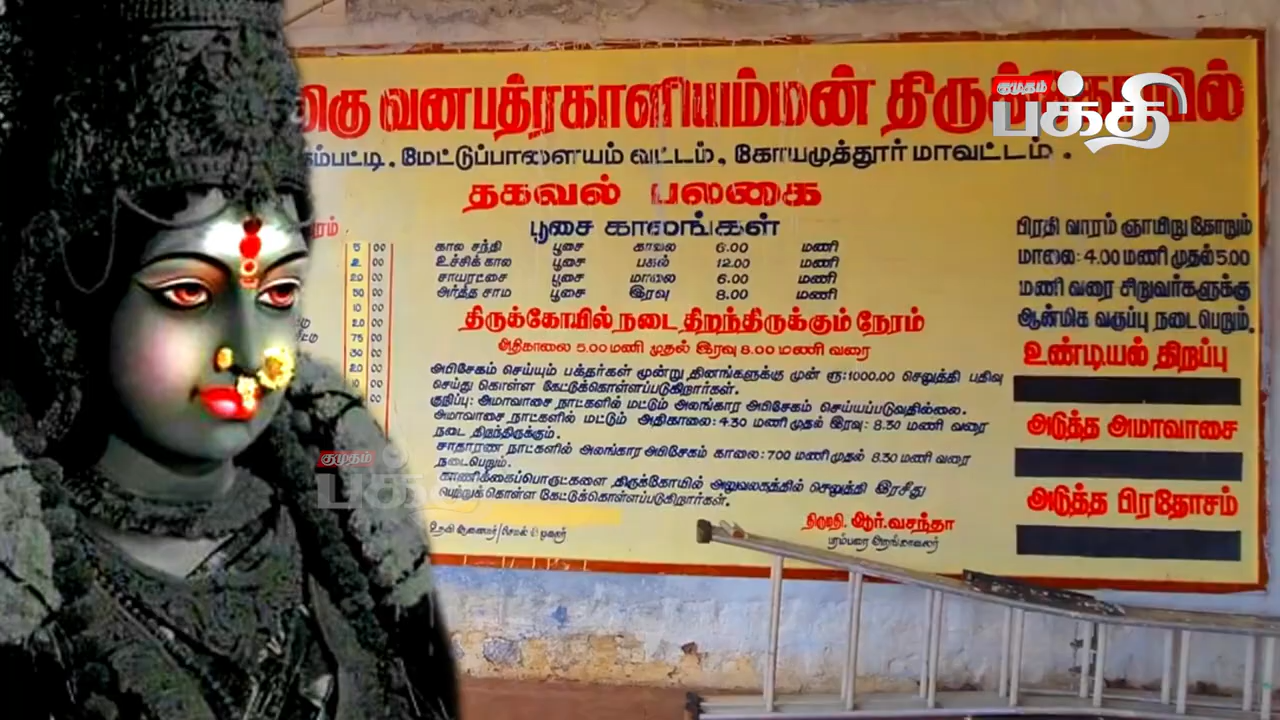 குமுதம்
பக்தி
வனபத்ரகாளியம்மன்
மேட்டுப்பாளையம் வட்டம், கோயமுத்தூர் மாவட்டம்.
தகவல் பலகை
பூசை காலங்கள்
கால சந்தி பூசை காலை 6.00 மணி
உச்சிக் கால பூசை பகல் 12.00 மணி
சாயரட்சை பூசை மாலை 6.00 மணி
அர்த்த சாம பூசை இரவு 8.00 மணி
திருக்கோயில் நடை திறந்திருக்கும் நேரம்
அதிகாலை 5.00 மணி முதல் இரவு 8.00 மணி வரை
அபிசேகம் செய்யும் பக்தர்கள் மூன்று தினங்களுக்கு முன் ரூ:1000.00 செலுத்தி பதிவு
செய்து கொள்ள கேட்டுக்கொள்ளப்படுகிறார்கள்.
குறிப்பு: அமாவாசை நாட்களில் மட்டும் அலங்கார அபிசேகம் செய்யப்படுவதில்லை.
அமாவாசை நாட்களில் மட்டும் அதிகாலை: 4.30 மணி முதல் இரவு: 8.30 மணி வரை
நடை திறந்திருக்கும்.
சாதாரண நாட்களில் அலங்கார அபிசேகம் காலை: 7.00 மணி முதல் 8.30 மணி வரை
நடைபெறும்.
காணிக்கைப்பொருட்களை திருக்கோயில் அலுவலகத்தில் செலுத்தி இரசீது
பெற்றுக்கொள்ள கேட்டுக்கொள்ளப்படுகிறார்கள்.
திருமதி. ஆர்.வசந்தா
பரம்பரை அறங்காவலர்
பிரதி வாரம் ஞாயிறு தோறும்
மாலை: 4.00 மணி முதல் 5.00
மணி வரை சிறுவர்களுக்கு
ஆன்மிக வகுப்பு நடைபெறும்.
உண்டியல் திறப்பு
அடுத்த அமாவாசை
அடுத்த பிரதோசம்
குமுதம்
பக்தி